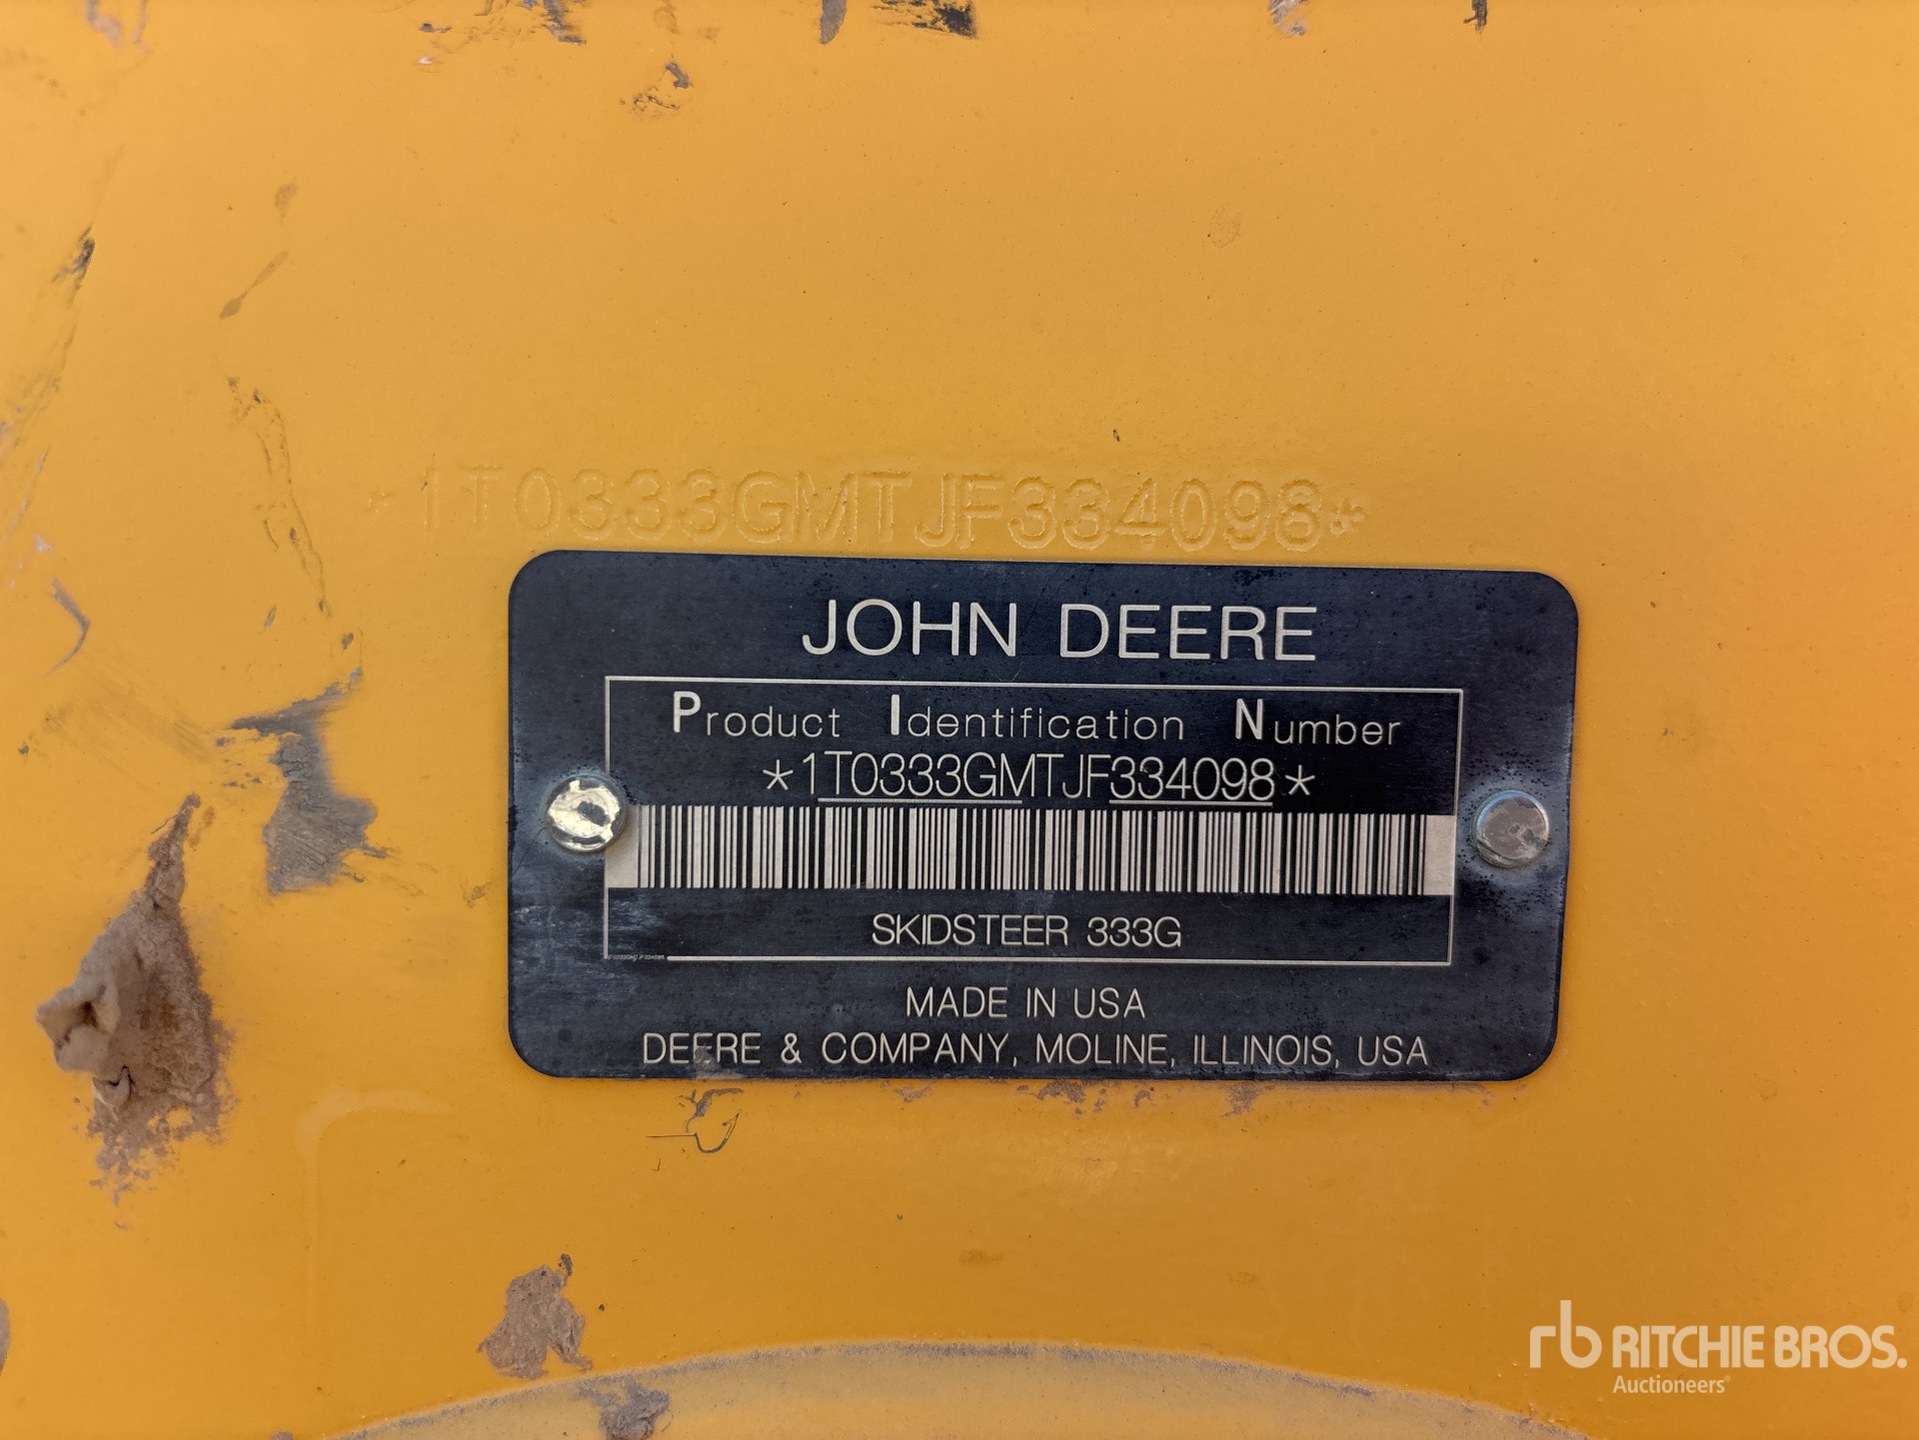 *1T0333GMTJF334098*
JOHN DEERE
Product Identification Number
*1T0333GMTJF334098*
SKIDSTEER 333G
MADE IN USA
DEERE & COMPANY, MOLINE, ILLINOIS, USA
rb RITCHIE BROS.
Auctioneers®